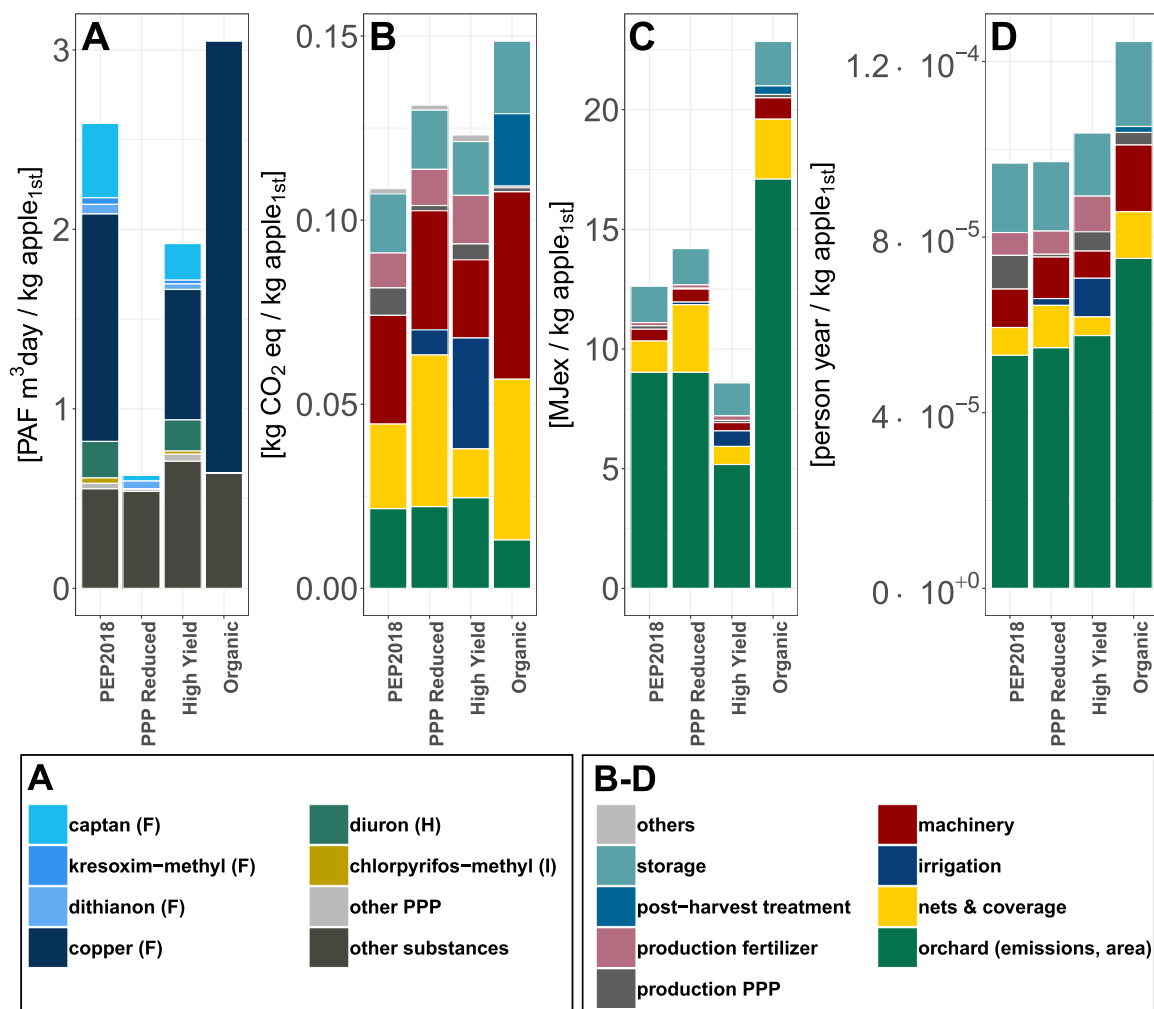 A
B
C
D
[PAF m³day / kg apple₁ₛₜ]
3
2
1
0
[kg CO₂ eq / kg apple₁ₛₜ]
0.15
0.10
0.05
0.00
[MJex / kg apple₁ₛₜ]
20
15
10
5
0
[person year / kg apple₁ₛₜ]
1.2 · 10⁻⁴
8 · 10⁻⁵
4 · 10⁻⁵
0 · 10⁺⁰
PEP2018
PPP Reduced
High Yield
Organic
PEP2018
PPP Reduced
High Yield
Organic
PEP2018
PPP Reduced
High Yield
Organic
PEP2018
PPP Reduced
High Yield
Organic
A
captan (F)
kresoxim−methyl (F)
dithianon (F)
copper (F)
diuron (H)
chlorpyrifos−methyl (I)
other PPP
other substances
B-D
others
storage
post−harvest treatment
production fertilizer
production PPP
machinery
irrigation
nets & coverage
orchard (emissions, area)